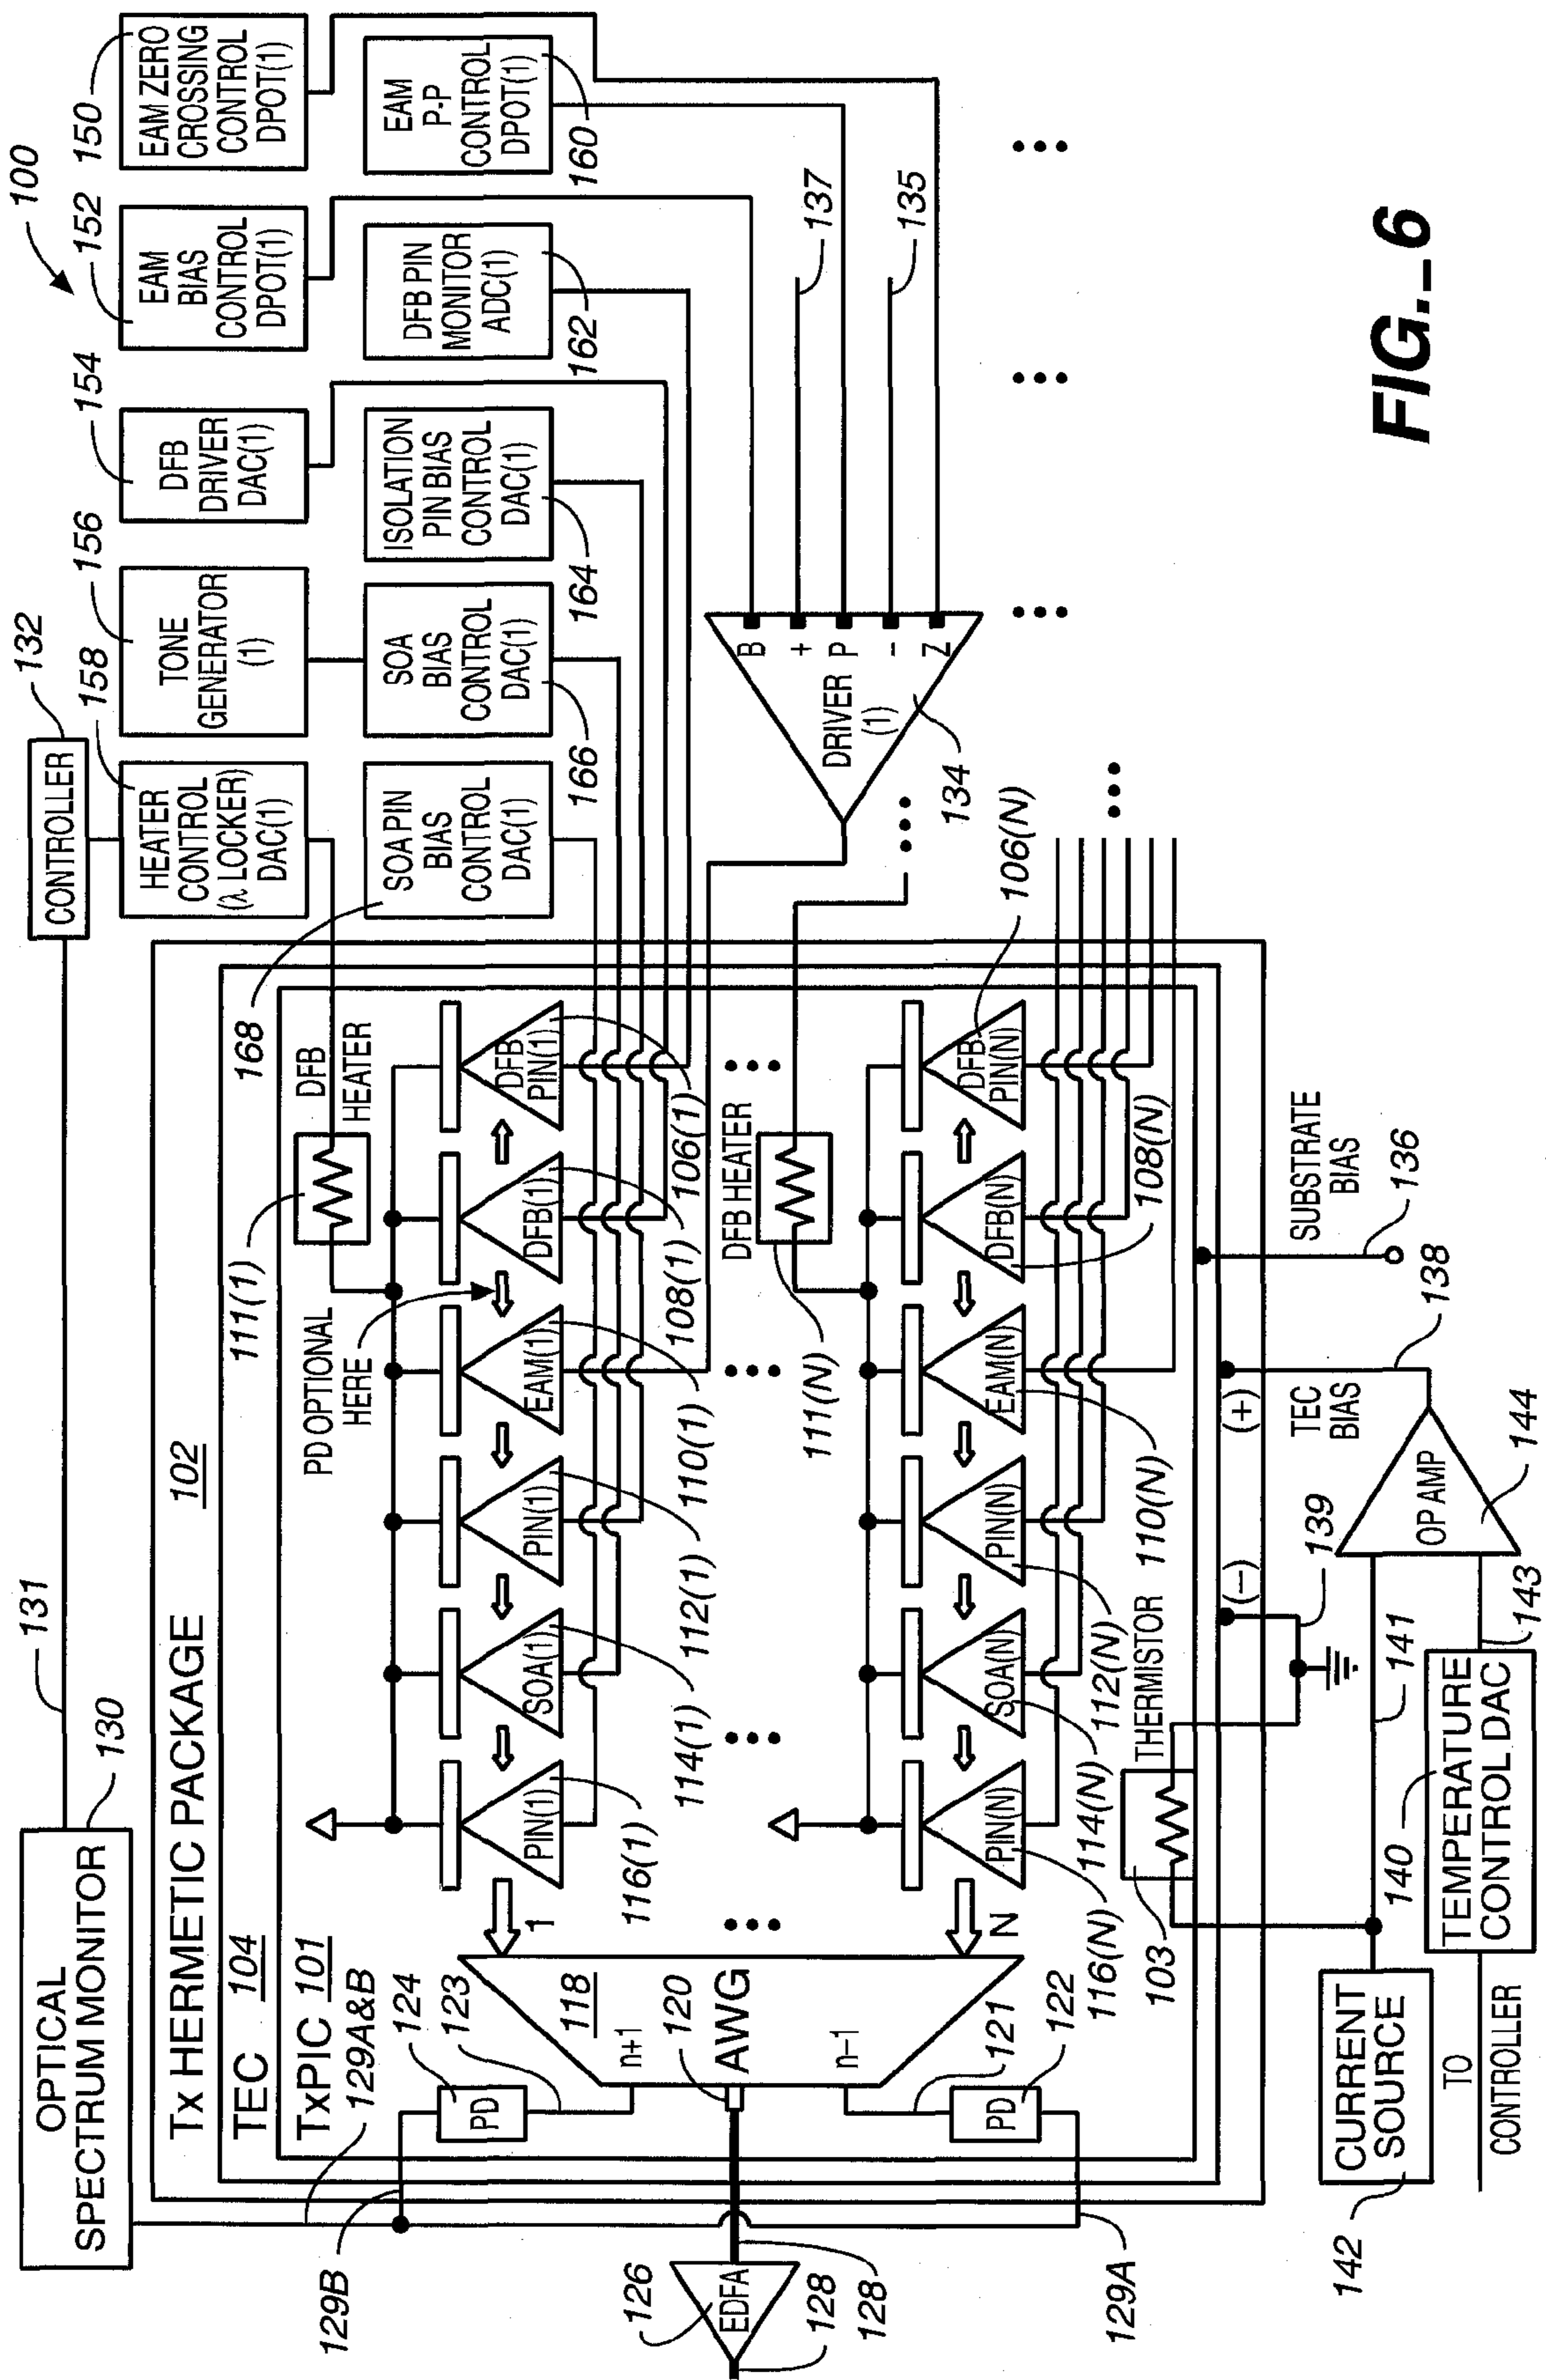 100
150
EAM ZERO
CROSSING
CONTROL
DPOT(1)
152
EAM
BIAS
CONTROL
DPOT(1)
154
DFB
DRIVER
DAC(1)
156
TONE
GENERATOR
(1)
158
HEATER
CONTROL
(λ LOCKER)
DAC(1)
132
CONTROLLER
131
130
OPTICAL
SPECTRUM MONITOR
EAM
P-P
CONTROL
DPOT(1)
160
DFB PIN
MONITOR
ADC(1)
162
ISOLATION
PIN BIAS
CONTROL
DAC(1)
164
SOA
BIAS
CONTROL
DAC(1)
166
SOA PIN
BIAS
CONTROL
DAC(1)
168
Tx HERMETIC PACKAGE 102
TEC 104
TxPIC 101
129A&B
129B
124
PD
123
118
n+1
AWG
120
n-1
121
PD
122
126
EDFA
128
128
129A
111(1)
DFB
HEATER
PD OPTIONAL
HERE
PIN(1)
SOA(1)
PIN(1)
EAM(1)
DFB(1)
DFB
PIN(1)
1
116(1)
114(1)
112(1)
110(1)
108(1)
106(1)
DFB HEATER
111(N)
PIN(N)
SOA(N)
PIN(N)
EAM(N)
DFB(N)
DFB
PIN(N)
N
116(N)
114(N)
112(N)
110(N)
108(N)
106(N)
B
+
P
-
Z
DRIVER
(1)
134
137
135
THERMISTOR
103
(-)
(+)
139
TEC
BIAS
138
SUBSTRATE
BIAS
136
OP AMP
144
141
143
140
TEMPERATURE
CONTROL DAC
CURRENT
SOURCE
142
TO
CONTROLLER
FIG._6